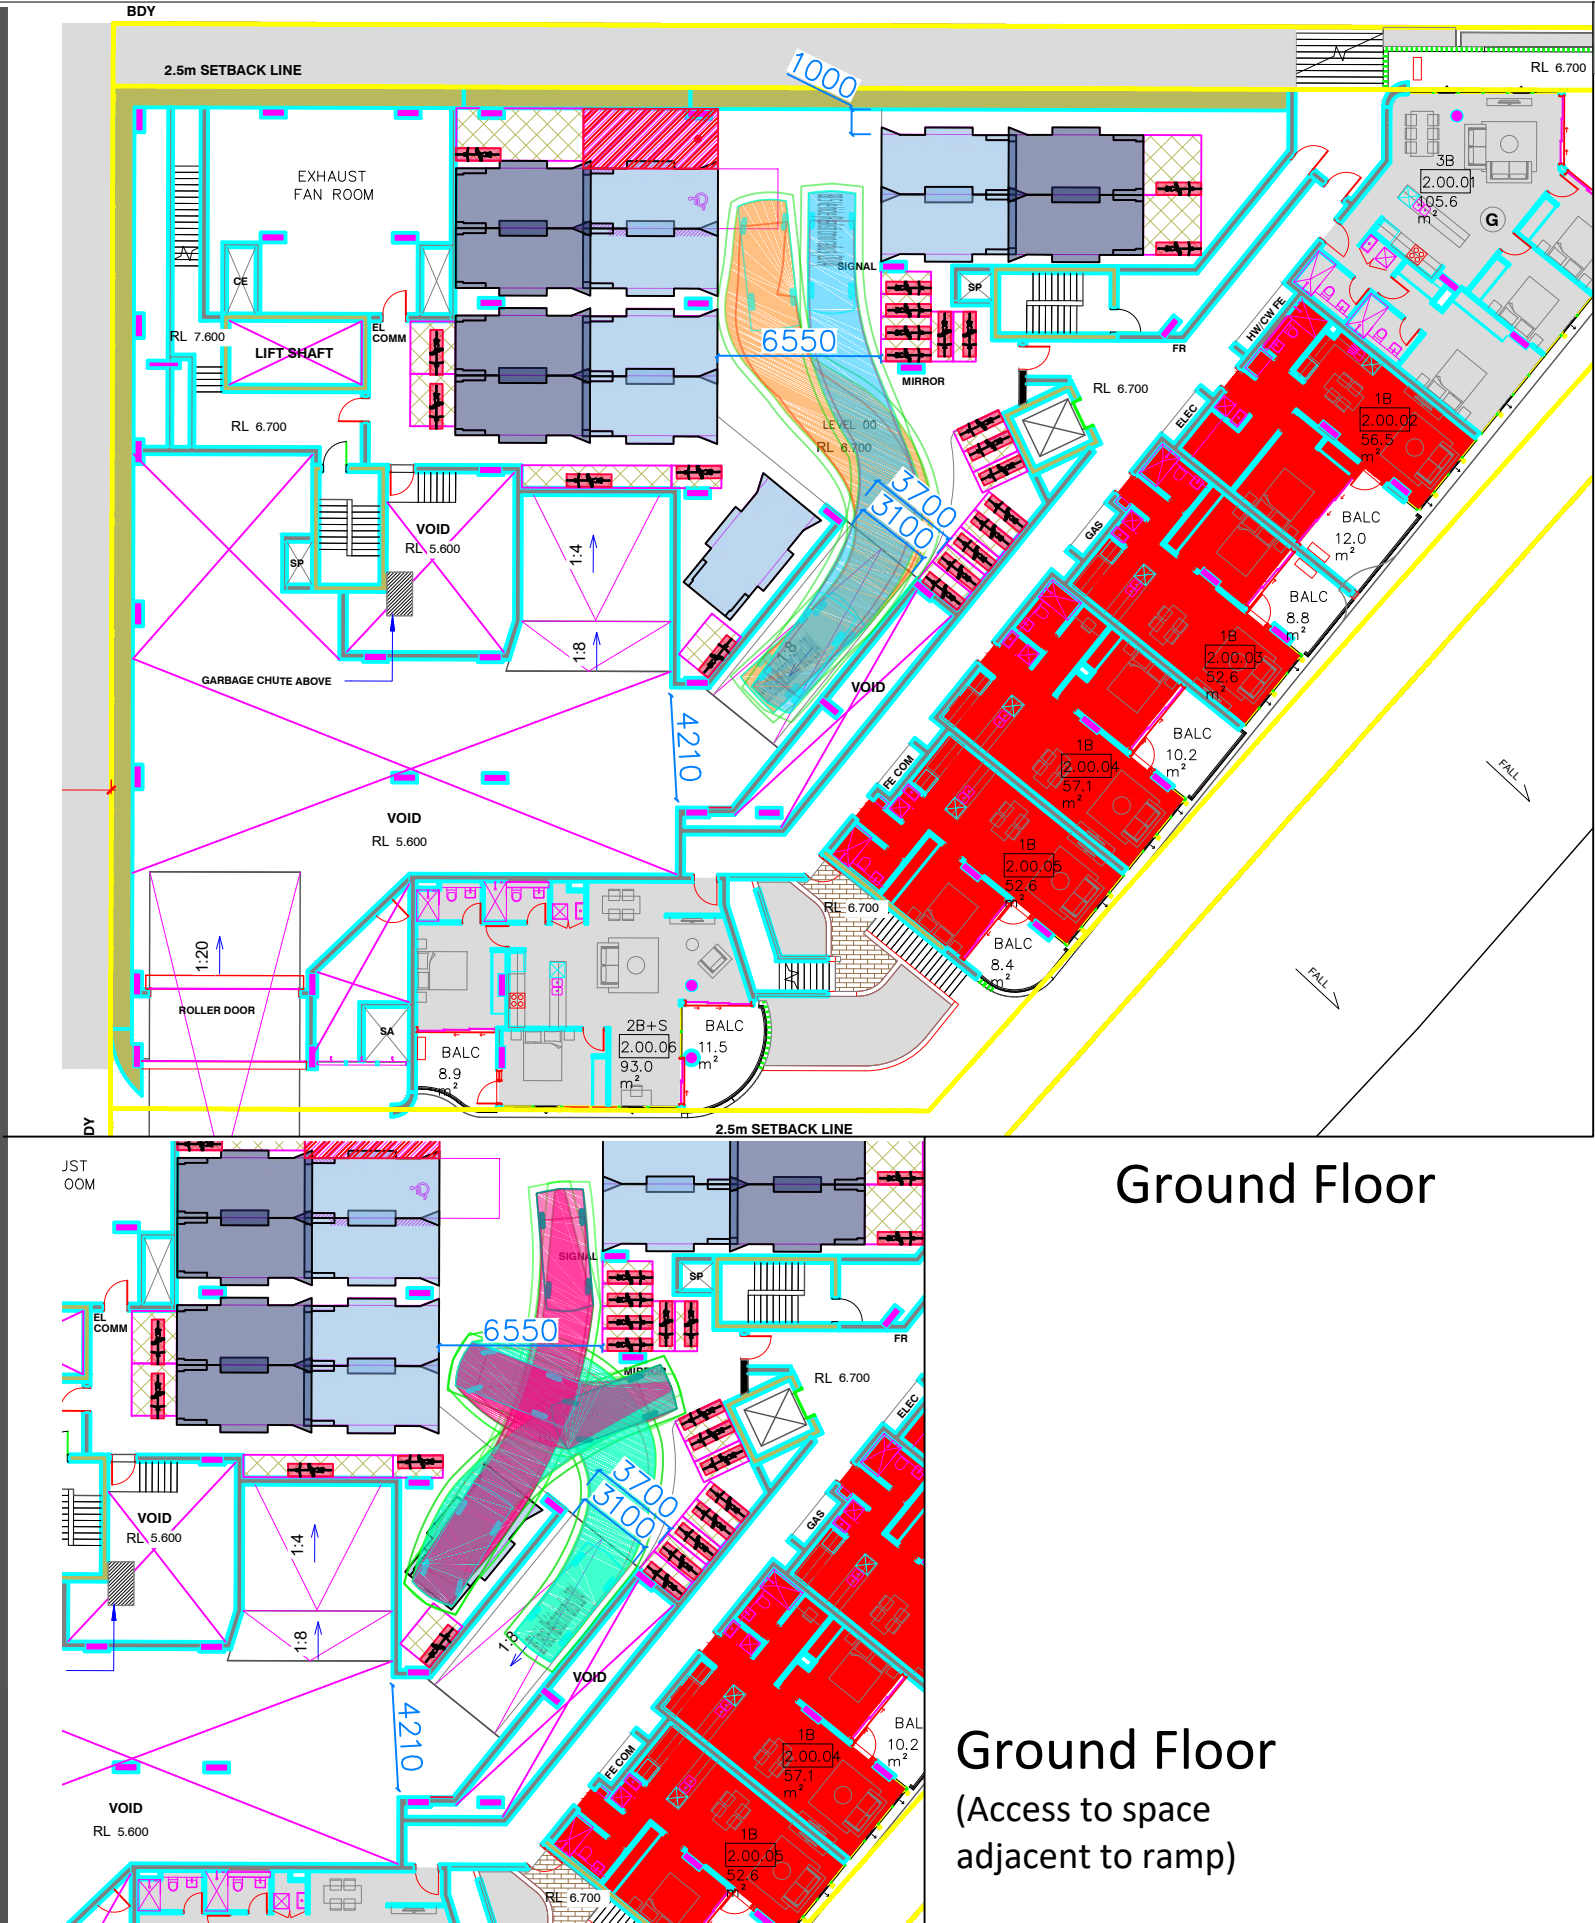 BDY
2.5m SETBACK LINE
1000
RL 6.700
EXHAUST
FAN ROOM
3B
2.00.01
105.6
m²
G
CE
SIGNAL
SP
HW/CW FE
RL 7.600
EL
COMM
LIFT SHAFT
6550
FR
MIRROR
RL 6.700
ELEC
1B
2.00.02
56.5
m²
RL 6.700
LEVEL 00
RL 6.700
3700
3100
GAS
BALC
12.0
m²
VOID
RL 5.600
1:4
SP
BALC
8.8
m²
1B
2.00.03
52.6
m²
1:8
1:8
GARBAGE CHUTE ABOVE
VOID
4210
BALC
10.2
m²
1B
2.00.04
57.1
m²
FE COM
FALL
VOID
RL 5.600
1B
2.00.05
52.6
m²
RL 6.700
1:20
BALC
8.4
m²
FALL
ROLLER DOOR
SA
2B+S
2.00.06
93.0
m²
BALC
11.5
m²
BALC
8.9
m²
DY
2.5m SETBACK LINE
UST
OOM
Ground Floor
SIGNAL
SP
EL
COMM
6550
FR
MIRROR
RL 6.700
ELEC
3700
3100
GAS
VOID
RL 5.600
1:4
1:8
1:8
VOID
4210
BAL
10.2
m²
1B
2.00.04
57.1
m²
FE COM
Ground Floor
(Access to space
adjacent to ramp)
VOID
RL 5.600
1B
2.00.05
52.6
m²
RL 6.700